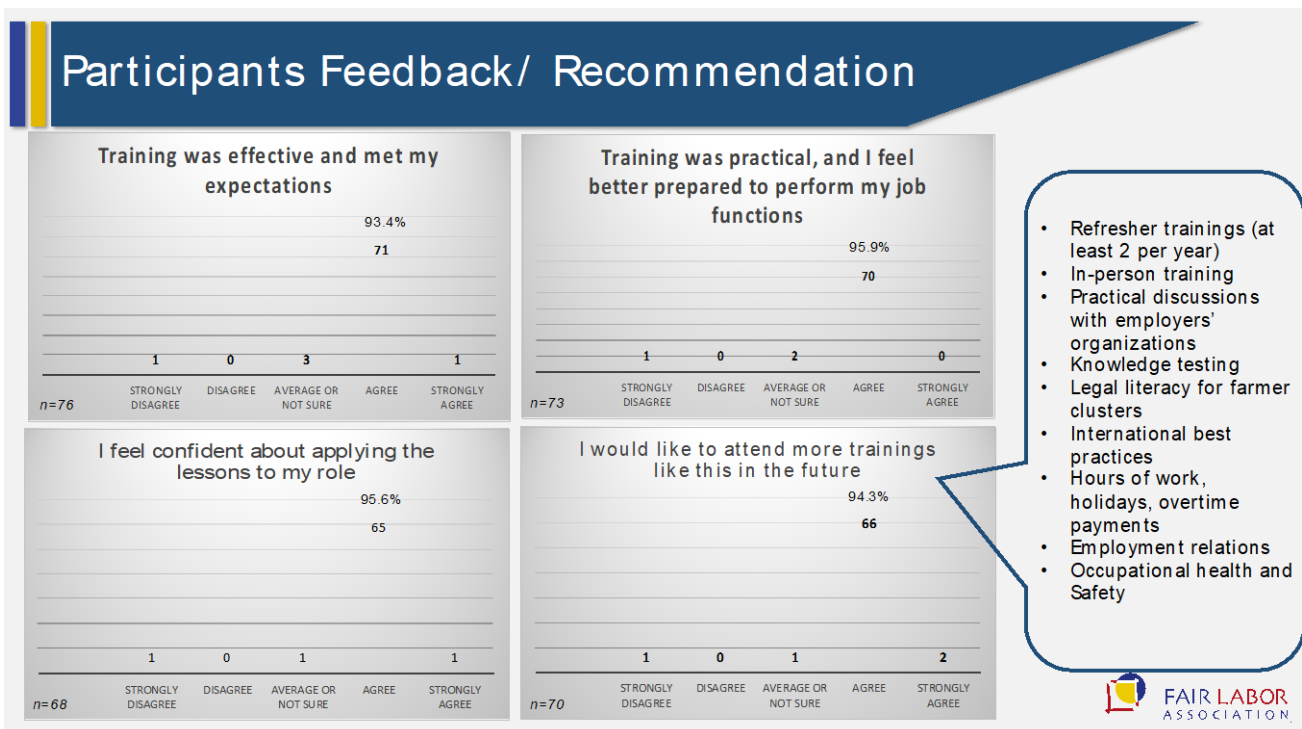 Participants Feedback/ Recommendation
Training was effective and met my
expectations
93.4%
71
1 0 3 1
STRONGLY DISAGREE AVERAGE OR AGREE STRONGLY
DISAGREE NOT SURE AGREE
n=76
Training was practical, and I feel
better prepared to perform my job
functions
95.9%
70
1 0 2 0
STRONGLY DISAGREE AVERAGE OR AGREE STRONGLY
DISAGREE NOT SURE AGREE
n=73
I feel confident about applying the
lessons to my role
95.6%
65
1 0 1 1
STRONGLY DISAGREE AVERAGE OR AGREE STRONGLY
DISAGREE NOT SURE AGREE
n=68
I would like to attend more trainings
like this in the future
94.3%
66
1 0 1 2
STRONGLY DISAGREE AVERAGE OR AGREE STRONGLY
DISAGREE NOT SURE AGREE
n=70
• Refresher trainings (at
least 2 per year)
• In-person training
• Practical discussions
with employers’
organizations
• Knowledge testing
• Legal literacy for farmer
clusters
• International best
practices
• Hours of work,
holidays, overtime
payments
• Employment relations
• Occupational health and
Safety
FAIR LABOR
ASSOCIATION